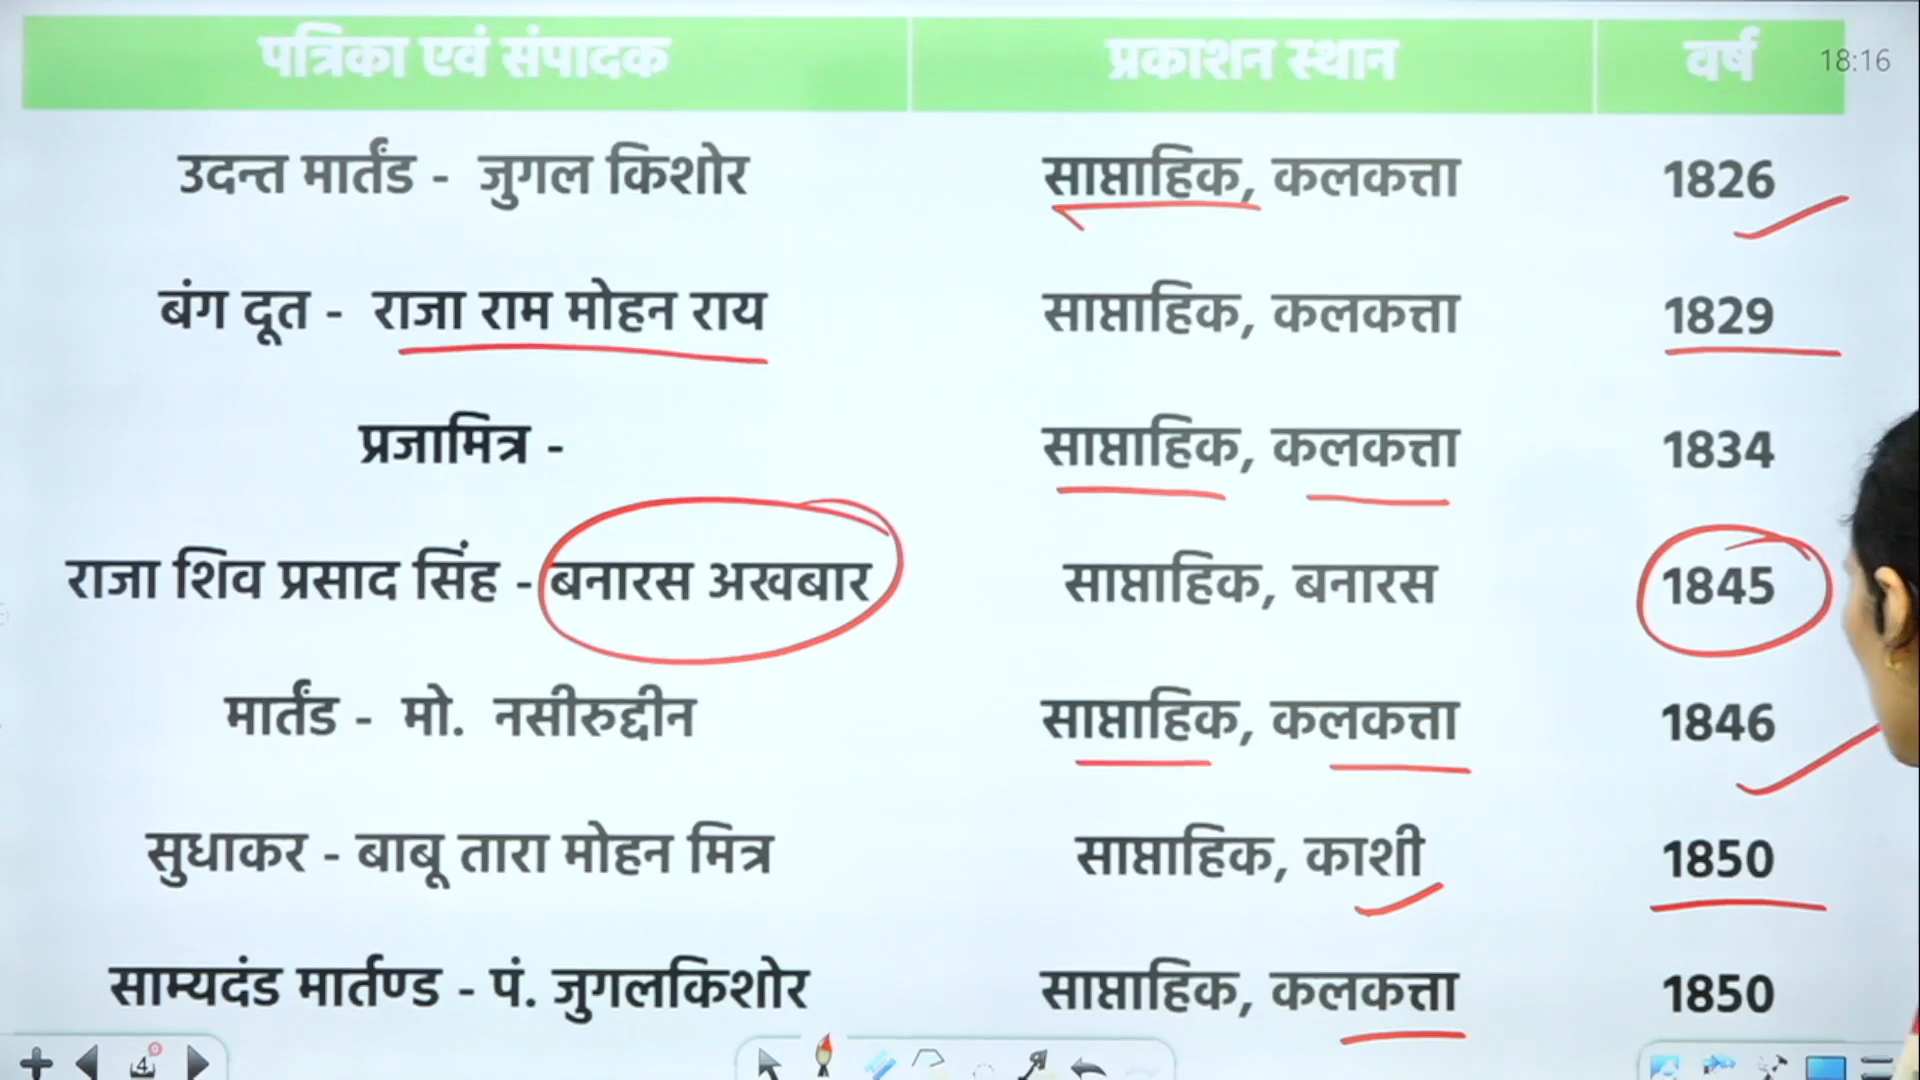 पत्रिका एवं संपादक प्रकाशन स्थान वर्ष 18:16
उदन्त मार्तंड - जुगल किशोर साप्ताहिक, कलकत्ता 1826
बंग दूत - राजा राम मोहन राय साप्ताहिक, कलकत्ता 1829
प्रजामित्र - साप्ताहिक, कलकत्ता 1834
राजा शिव प्रसाद सिंह - बनारस अखबार साप्ताहिक, बनारस 1845
मार्तंड - मो. नसीरुद्दीन साप्ताहिक, कलकत्ता 1846
सुधाकर - बाबू तारा मोहन मित्र साप्ताहिक, काशी 1850
साम्यदंड मार्तण्ड - पं. जुगलकिशोर साप्ताहिक, कलकत्ता 1850
4